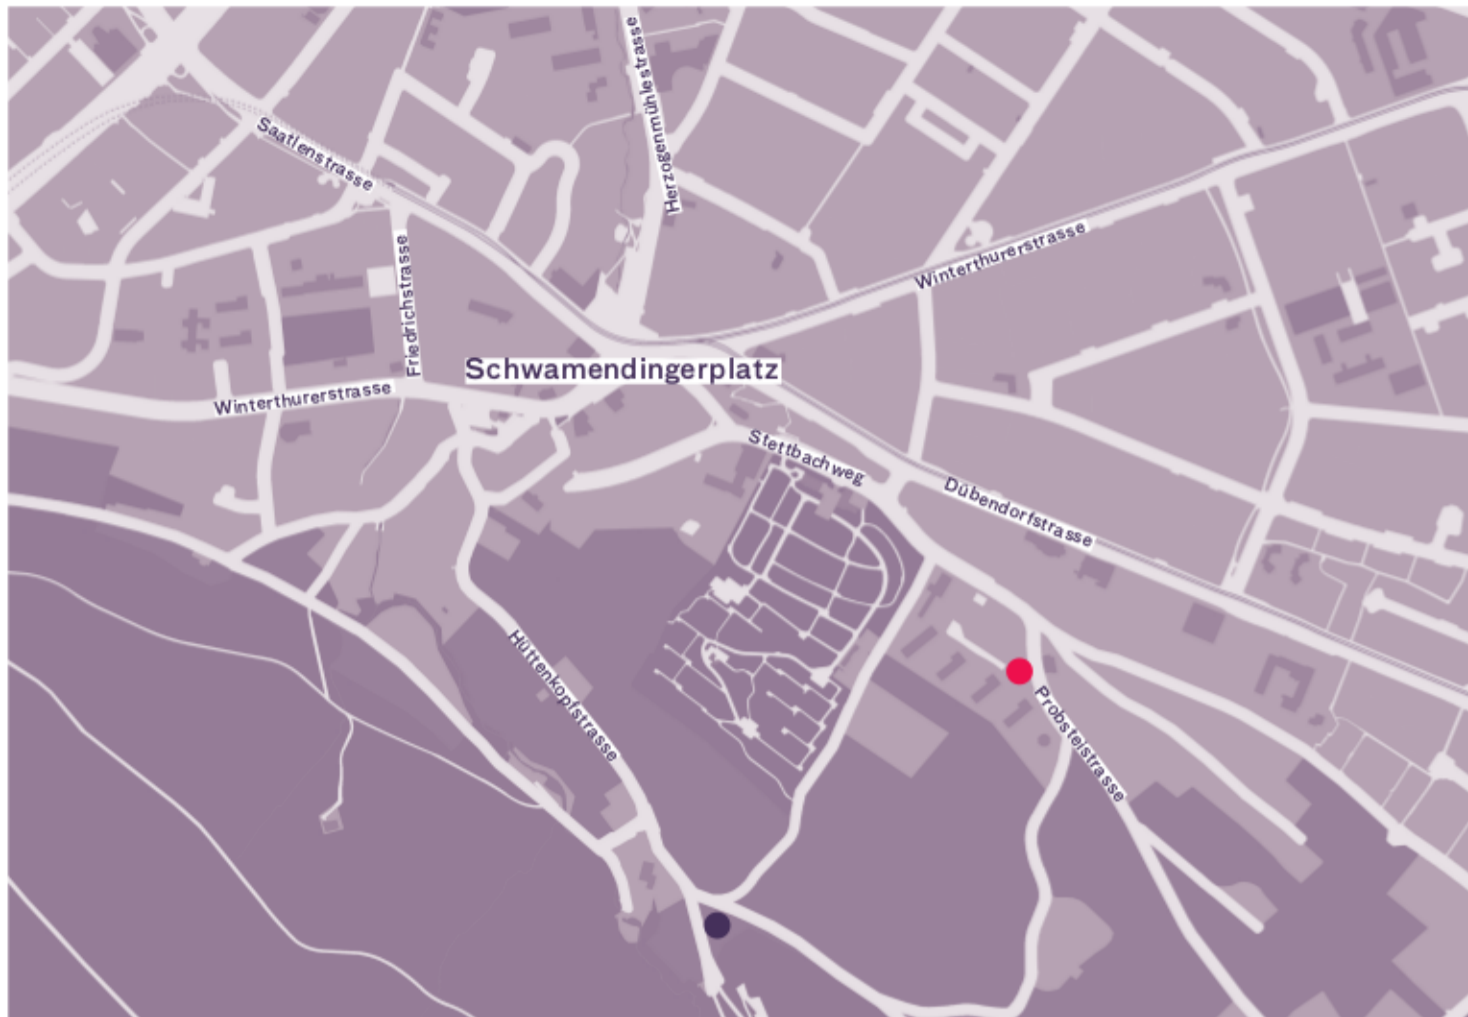 Herzogenmühlestrasse
Saatlenstrasse
Friedrichstrasse
Winterthurerstrasse
Schwamendingerplatz
Winterthurerstrasse
Stettbachweg
Dübendorfstrasse
Hüttenkopfstrasse
Probsteistrasse